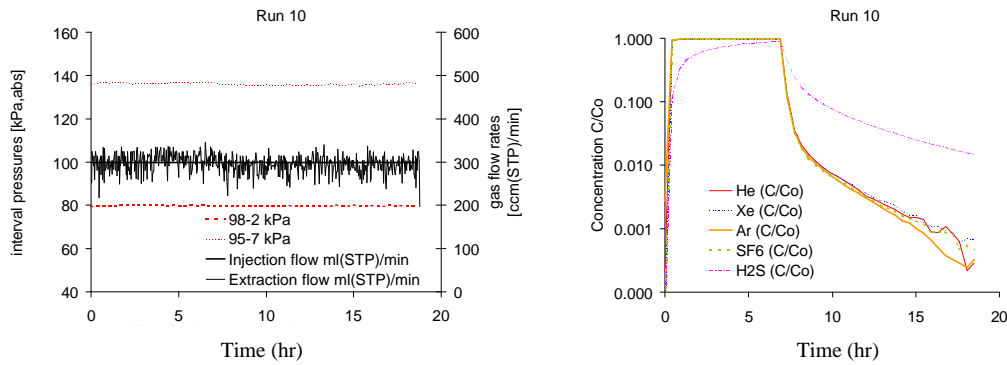 Run 10
160
140
120
100
80
60
40
600
500
400
300
200
100
0
interval pressures [kPa,abs]
gas flow rates
[ccm(STP)/min]
98-2 kPa
95-7 kPa
Injection flow ml(STP)/min
Extraction flow ml(STP)/min
0 5 10 15 20
Time (hr)
Run 10
1.000
0.100
0.010
0.001
0.000
Concentration C/Co
He (C/Co)
Xe (C/Co)
Ar (C/Co)
SF6 (C/Co)
H2S (C/Co)
0 5 10 15 20
Time (hr)